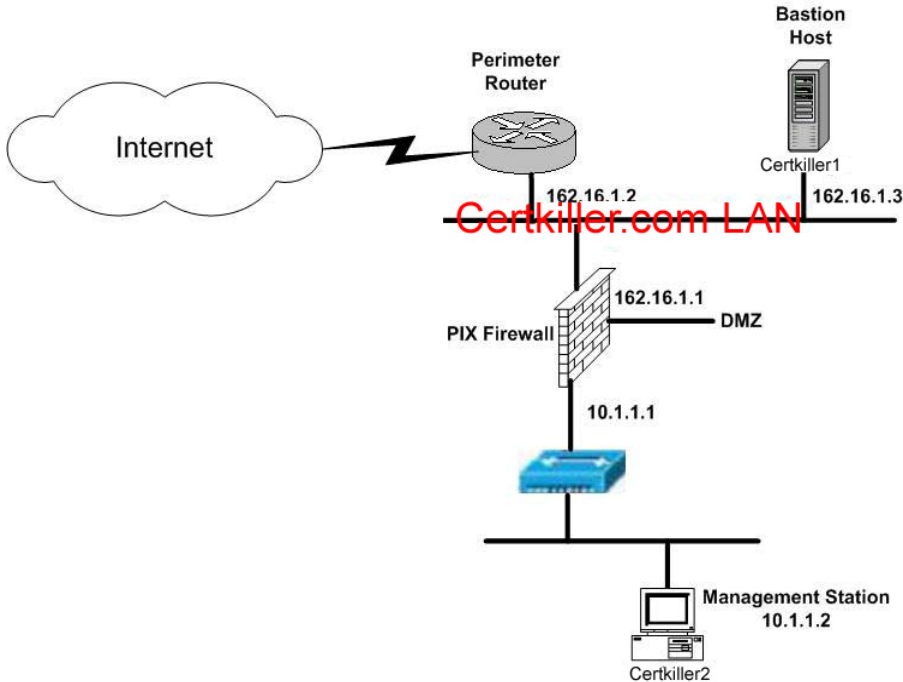 Bastion
Host
Perimeter
Router
Internet
Certkiller1
162.16.1.2
162.16.1.3
Certkiller.com LAN
162.16.1.1
PIX Firewall
DMZ
10.1.1.1
Management Station
10.1.1.2
Certkiller2